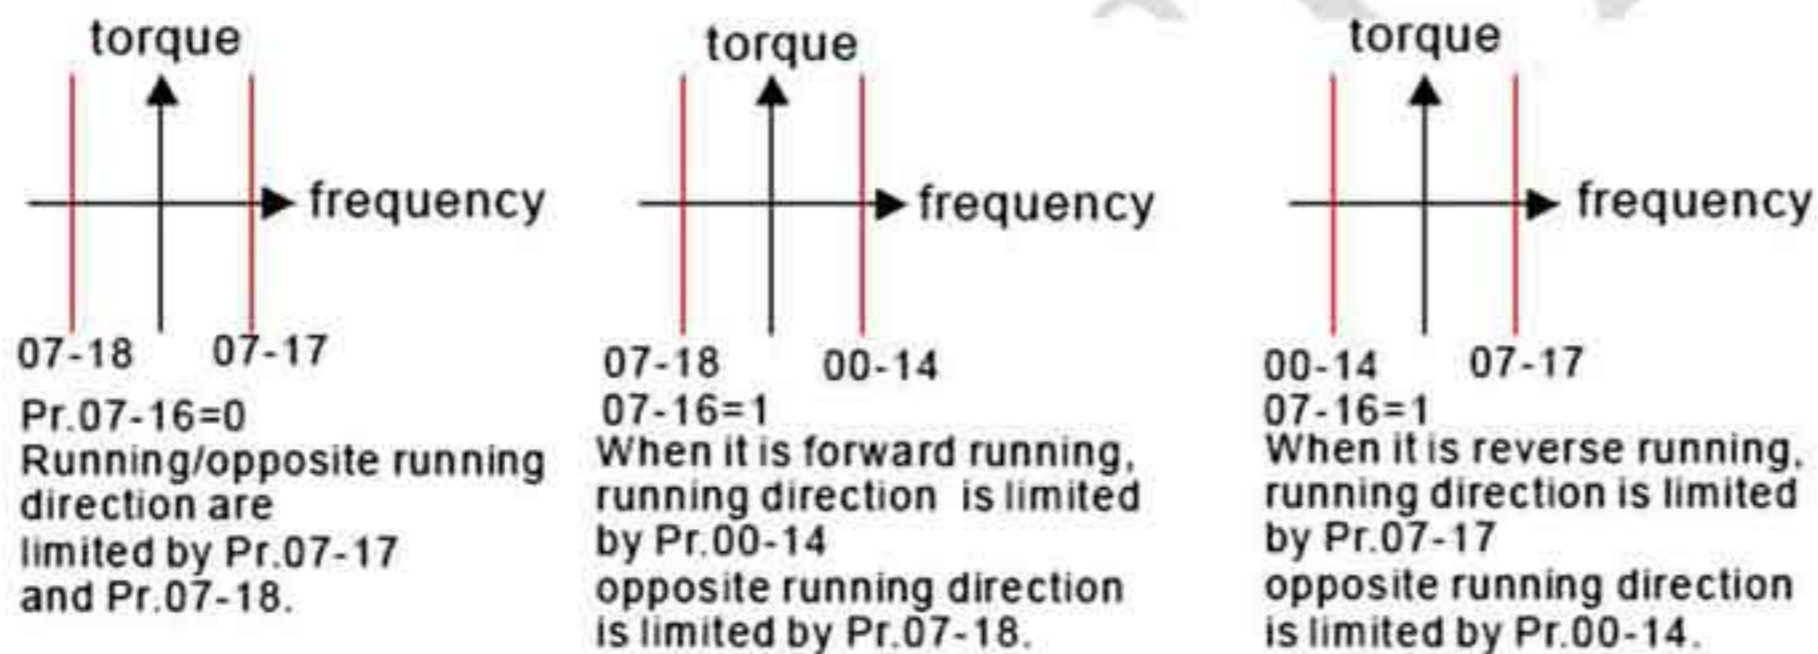 torque
frequency
07-18 07-17
Pr.07-16=0
Running/opposite running
direction are
limited by Pr.07-17
and Pr.07-18.
torque
frequency
07-18 00-14
07-16=1
When it is forward running,
running direction is limited
by Pr.00-14
opposite running direction
is limited by Pr.07-18.
torque
frequency
00-14 07-17
07-16=1
When it is reverse running,
running direction is limited
by Pr.07-17
opposite running direction
is limited by Pr.00-14.